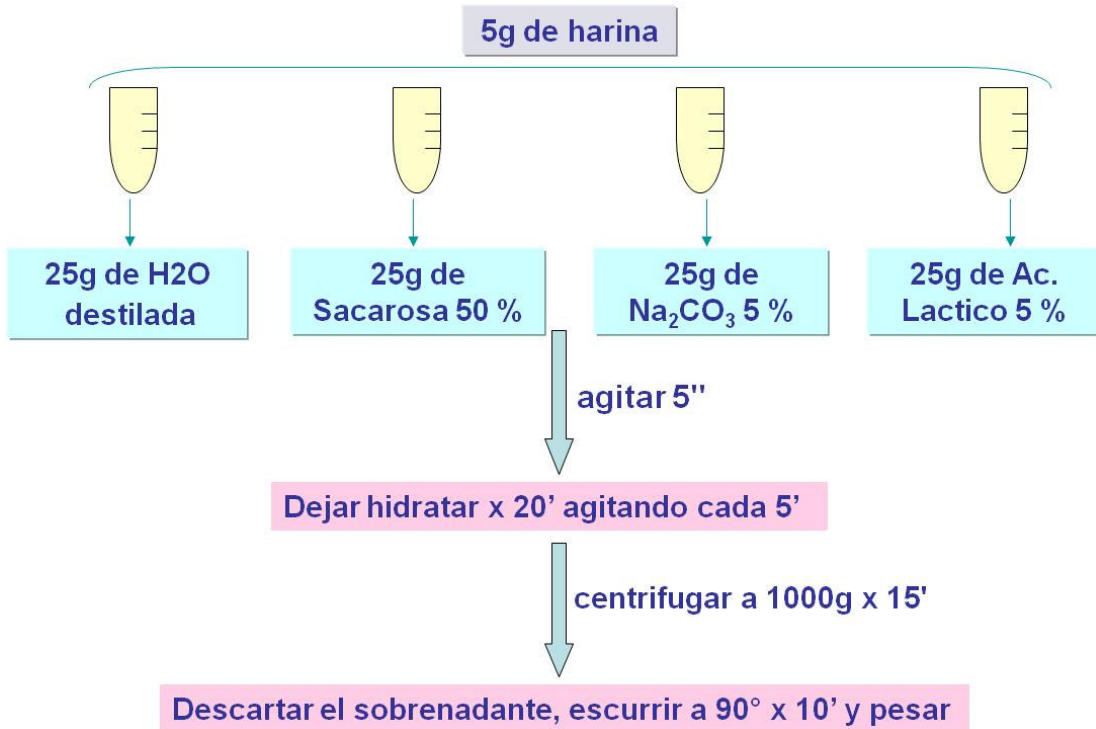 5g de harina
25g de H2O
destilada
25g de
Sacarosa 50 %
25g de
Na₂CO₃ 5 %
25g de Ac.
Lactico 5 %
agitar 5"
Dejar hidratar x 20’ agitando cada 5’
centrifugar a 1000g x 15'
Descartar el sobrenadante, escurrir a 90° x 10’ y pesar